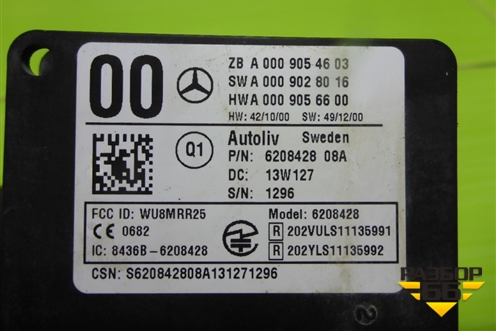 00
ZB A 000 905 46 03
SW A 000 902 80 16
HW A 000 905 66 00
HW: 42/10/00 SW: 49/12/00
Q1
Autoliv Sweden
P/N: 6208428 08A
DC: 13W127
S/N: 1296
FCC ID: WU8MRR25
CE 0682
IC: 8436B-6208428
Model: 6208428
R 202VULS11135991
R 202YLS11135992
CSN: S620842808A131271296
РАЗБОР
66